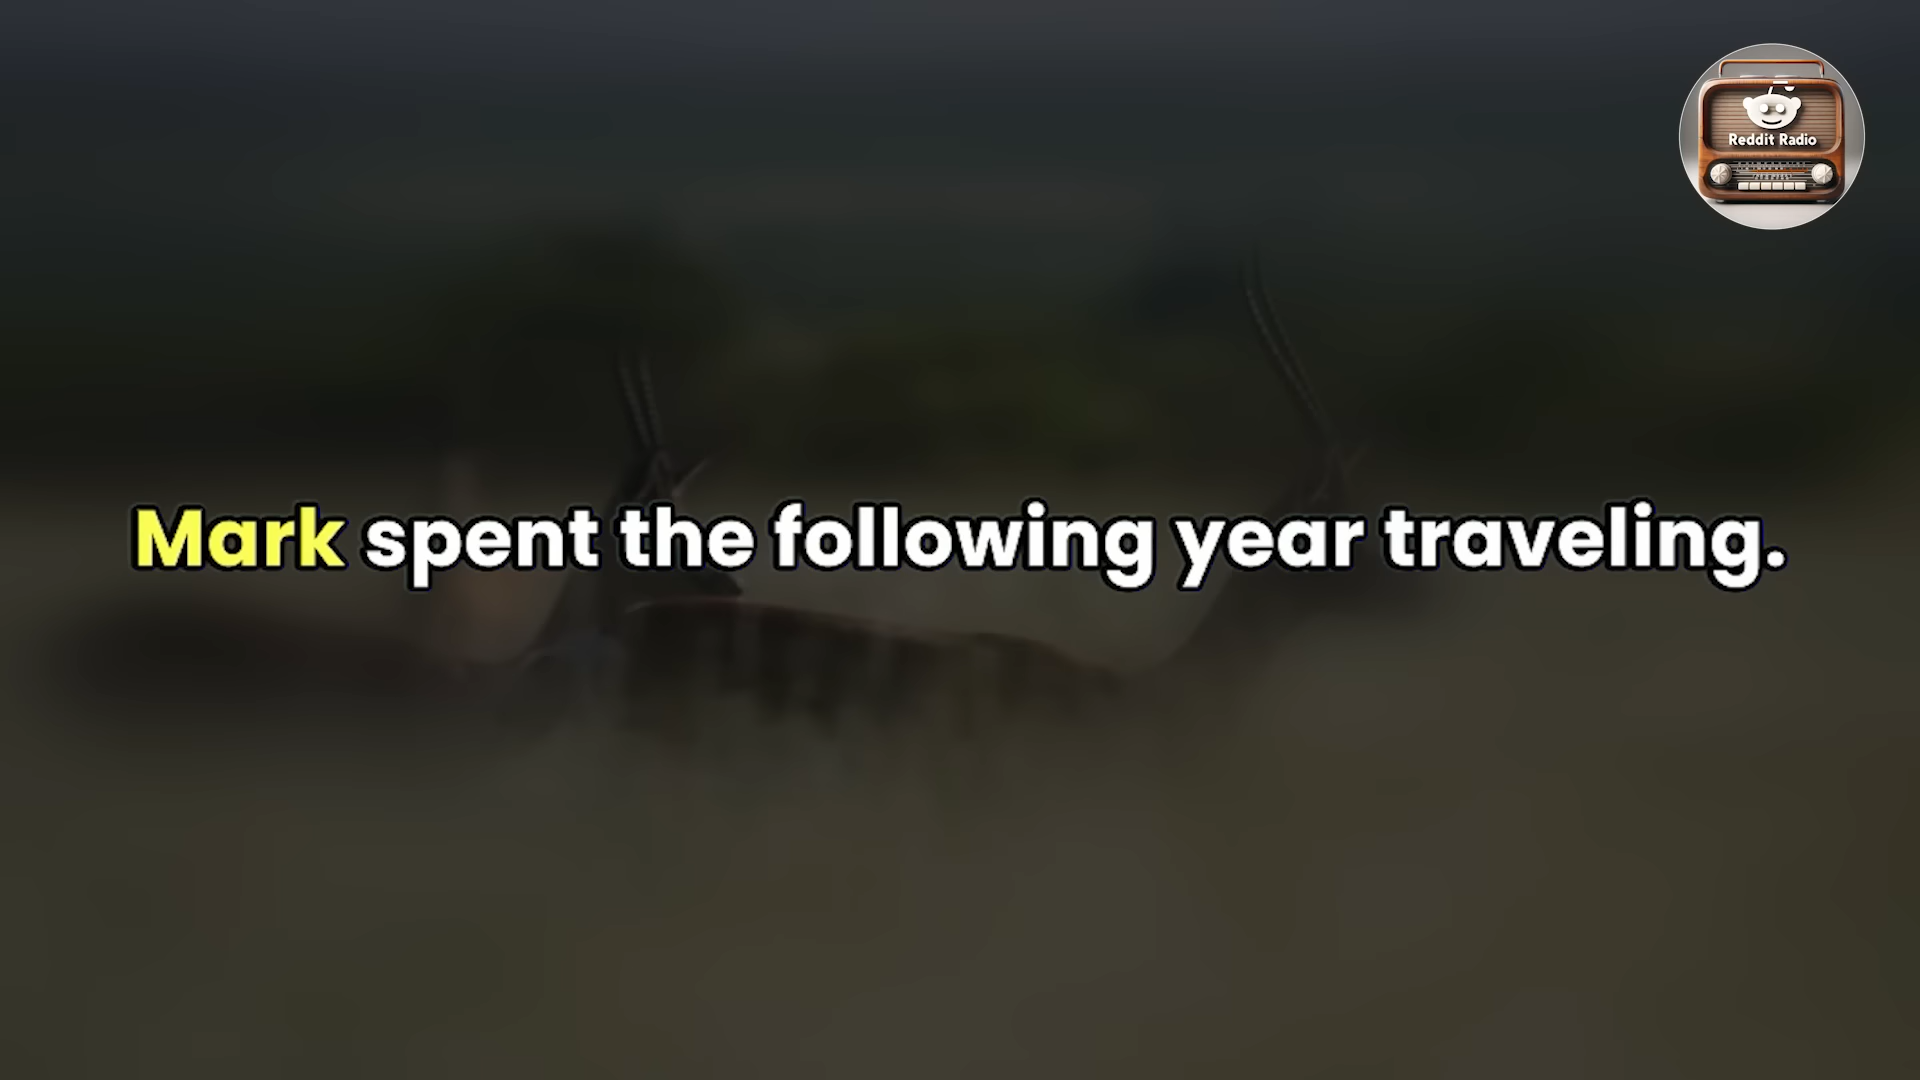 Reddit Radio
Mark spent the following year traveling.